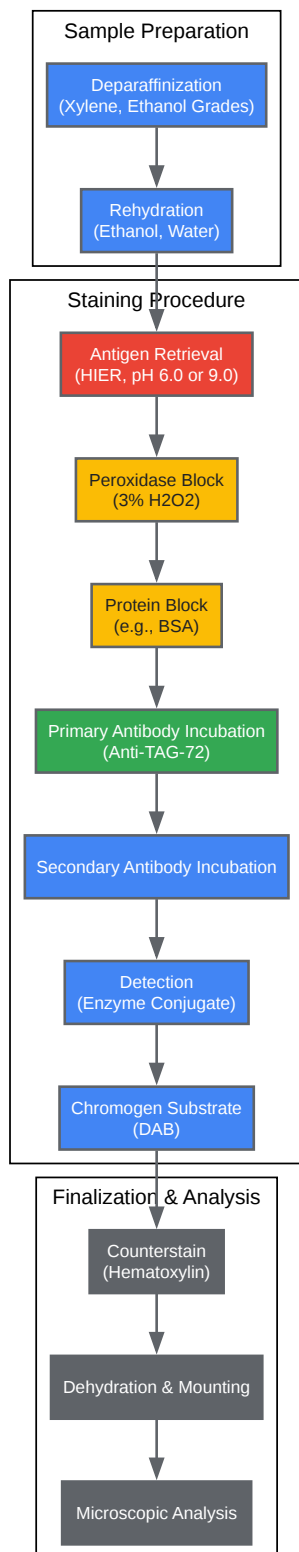 Sample Preparation
Deparaffinization
(Xylene, Ethanol Grades)
Rehydration
(Ethanol, Water)
Staining Procedure
Antigen Retrieval
(HIER, pH 6.0 or 9.0)
Peroxidase Block
(3% H2O2)
Protein Block
(e.g., BSA)
Primary Antibody Incubation
(Anti-TAG-72)
Secondary Antibody Incubation
Detection
(Enzyme Conjugate)
Chromogen Substrate
(DAB)
Finalization & Analysis
Counterstain
(Hematoxylin)
Dehydration & Mounting
Microscopic Analysis